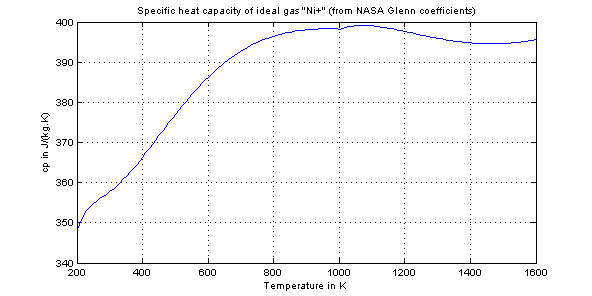 Specific heat capacity of ideal gas "Ni+" (from NASA Glenn coefficients)
400
390
380
370
360
350
340
cp in J/(kg.K)
200 400 600 800 1000 1200 1400 1600
Temperature in K